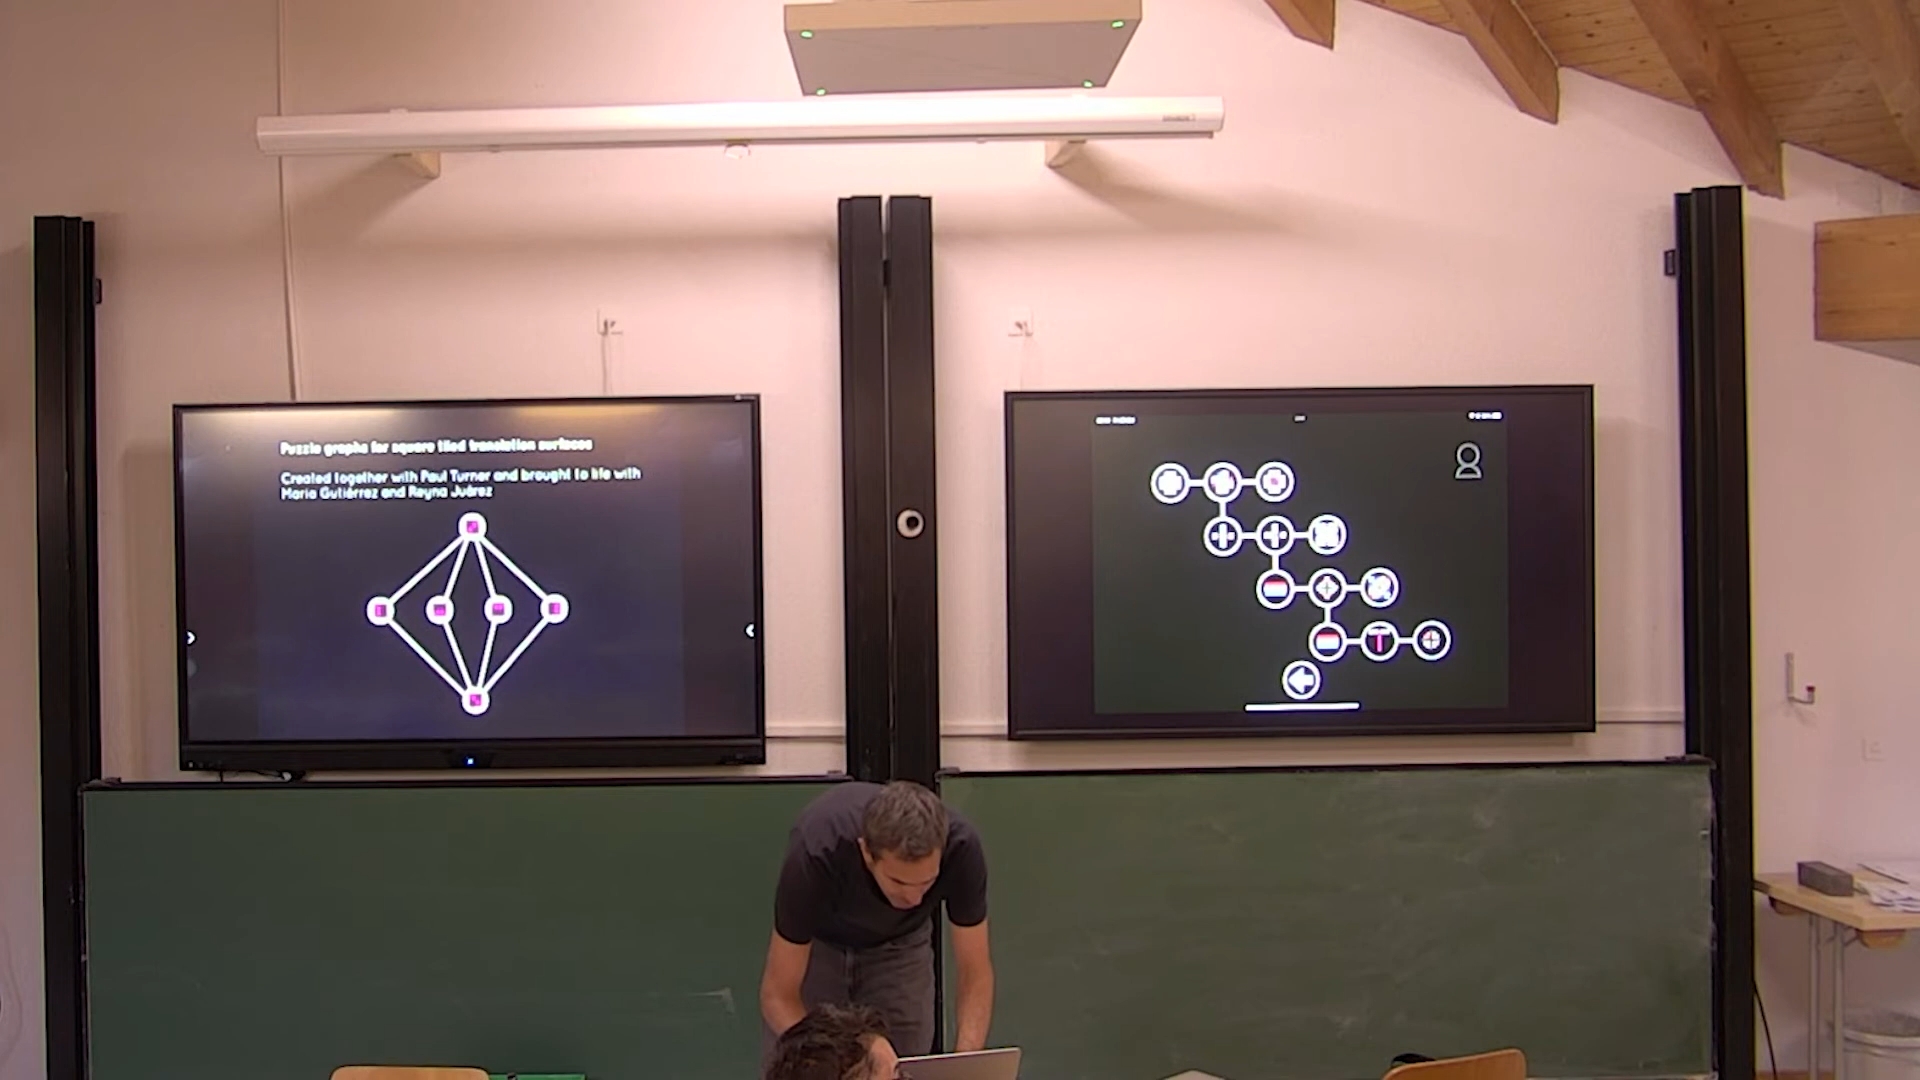 Puzzle graphs for square tiled translation surfaces
Created together with Paul Turner and brought to life with
Maria Gutiérrez and Reyna Juárez